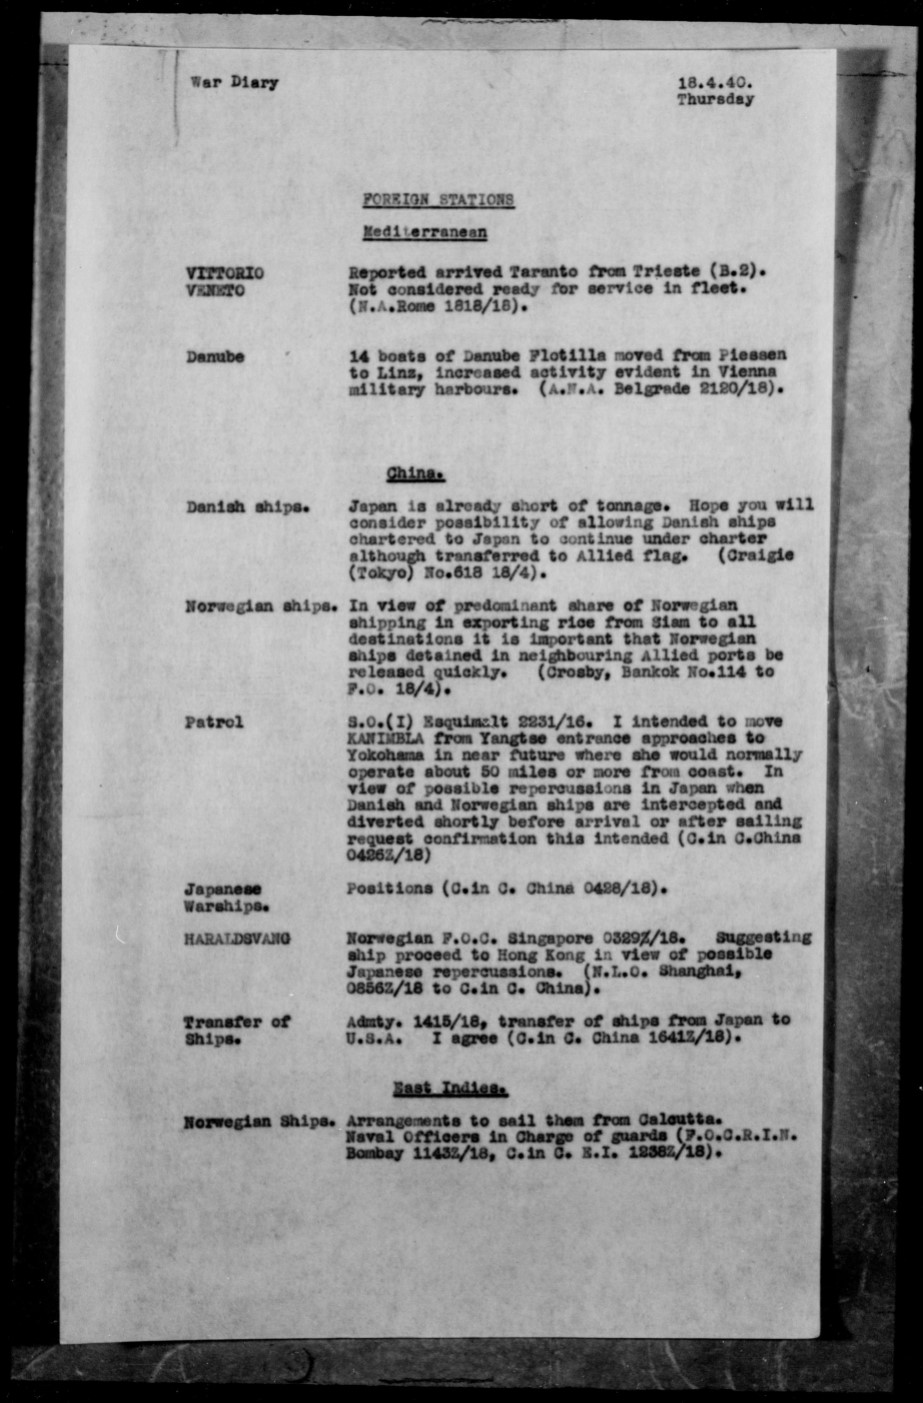 War Diary
18.4.40.
Thursday
FOREIGN STATIONS
Mediterranean
VITTORIO VENETO
Reported arrived Taranto from Trieste (B.2).
Not considered ready for service in fleet.
(N.A.Rome 1818/18).
Danube
14 boats of Danube Flotilla moved from Piessen
to Linz, increased activity evident in Vienna
military harbours. (A.N.A. Belgrade 2120/18).
China.
Danish ships.
Japan is already short of tonnage. Hope you will
consider possibility of allowing Danish ships
chartered to Japan to continue under charter
although transferred to Allied flag. (Craigie
(Tokyo) No.618 18/4).
Norwegian ships.
In view of predominant share of Norwegian
shipping in exporting rice from Siam to all
destinations it is important that Norwegian
ships detained in neighbouring Allied ports be
released quickly. (Crosby, Bankok No.114 to
F.O. 18/4).
Patrol
S.O.(I) Esquimalt 2231/16. I intended to move
KANIMBLA from Yangtse entrance approaches to
Yokohama in near future where she would normally
operate about 50 miles or more from coast. In
view of possible repercussions in Japan when
Danish and Norwegian ships are intercepted and
diverted shortly before arrival or after sailing
request confirmation this intended (C.in C.China
0426Z/18)
Japanese Warships.
Positions (C.in C. China 0428/18).
HARALDSVANG
Norwegian F.O.C. Singapore 0329Z/18. Suggesting
ship proceed to Hong Kong in view of possible
Japanese repercussions. (N.L.O. Shanghai,
0856Z/18 to C.in C. China).
Transfer of Ships.
Admty. 1415/18, transfer of ships from Japan to
U.S.A. I agree (C.in C. China 1641Z/18).
East Indies.
Norwegian Ships.
Arrangements to sail them from Calcutta.
Naval Officers in Charge of guards (F.O.C.R.I.N.
Bombay 1143Z/18, C.in C. E.I. 1238Z/18).